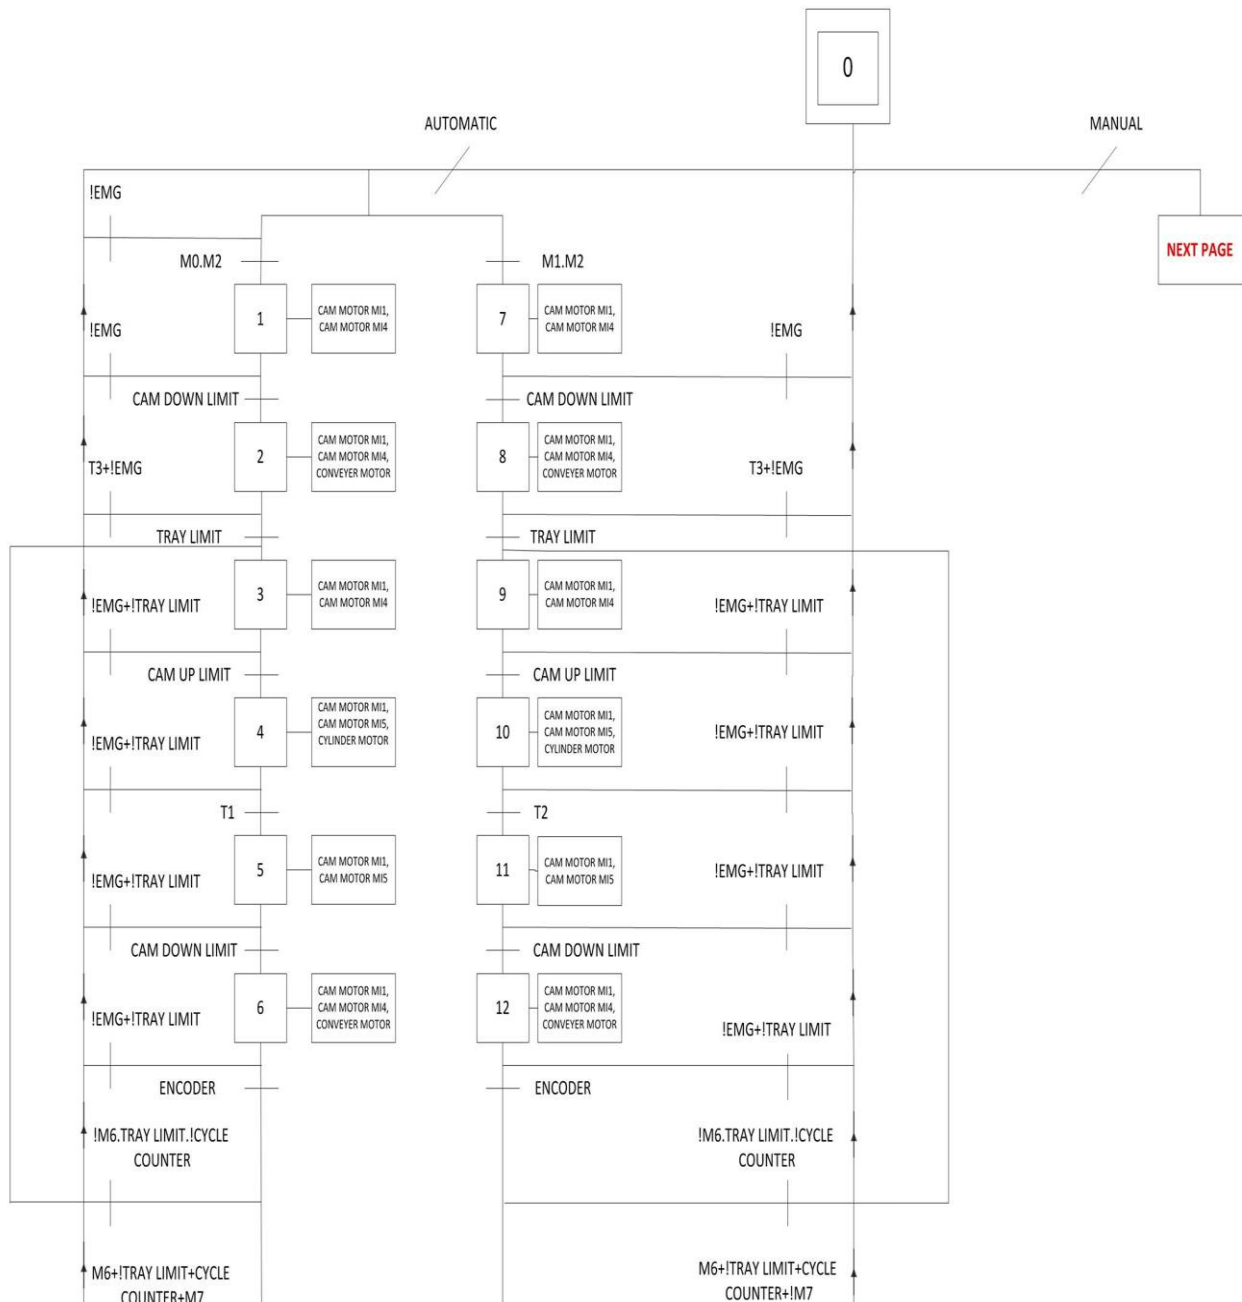 0
AUTOMATIC
MANUAL
!EMG
NEXT PAGE
M0.M2
M1.M2
1
CAM MOTOR MI1,
CAM MOTOR MI4
7
CAM MOTOR MI1,
CAM MOTOR MI4
!EMG
!EMG
CAM DOWN LIMIT
CAM DOWN LIMIT
2
CAM MOTOR MI1,
CAM MOTOR MI4,
CONVEYER MOTOR
8
CAM MOTOR MI1,
CAM MOTOR MI4,
CONVEYER MOTOR
T3+!EMG
T3+!EMG
TRAY LIMIT
TRAY LIMIT
3
CAM MOTOR MI1,
CAM MOTOR MI4
9
CAM MOTOR MI1,
CAM MOTOR MI4
!EMG+!TRAY LIMIT
!EMG+!TRAY LIMIT
CAM UP LIMIT
CAM UP LIMIT
4
CAM MOTOR MI1,
CAM MOTOR MI5,
CYLINDER MOTOR
10
CAM MOTOR MI1,
CAM MOTOR MI5,
CYLINDER MOTOR
!EMG+!TRAY LIMIT
!EMG+!TRAY LIMIT
T1
T2
5
CAM MOTOR MI1,
CAM MOTOR MI5
11
CAM MOTOR MI1,
CAM MOTOR MI5
!EMG+!TRAY LIMIT
!EMG+!TRAY LIMIT
CAM DOWN LIMIT
CAM DOWN LIMIT
6
CAM MOTOR MI1,
CAM MOTOR MI4,
CONVEYER MOTOR
12
CAM MOTOR MI1,
CAM MOTOR MI4,
CONVEYER MOTOR
!EMG+!TRAY LIMIT
!EMG+!TRAY LIMIT
ENCODER
ENCODER
!M6.TRAY LIMIT.!CYCLE
COUNTER
!M6.TRAY LIMIT.!CYCLE
COUNTER
M6+!TRAY LIMIT+CYCLE
COUNTER+M7
M6+!TRAY LIMIT+CYCLE
COUNTER+!M7